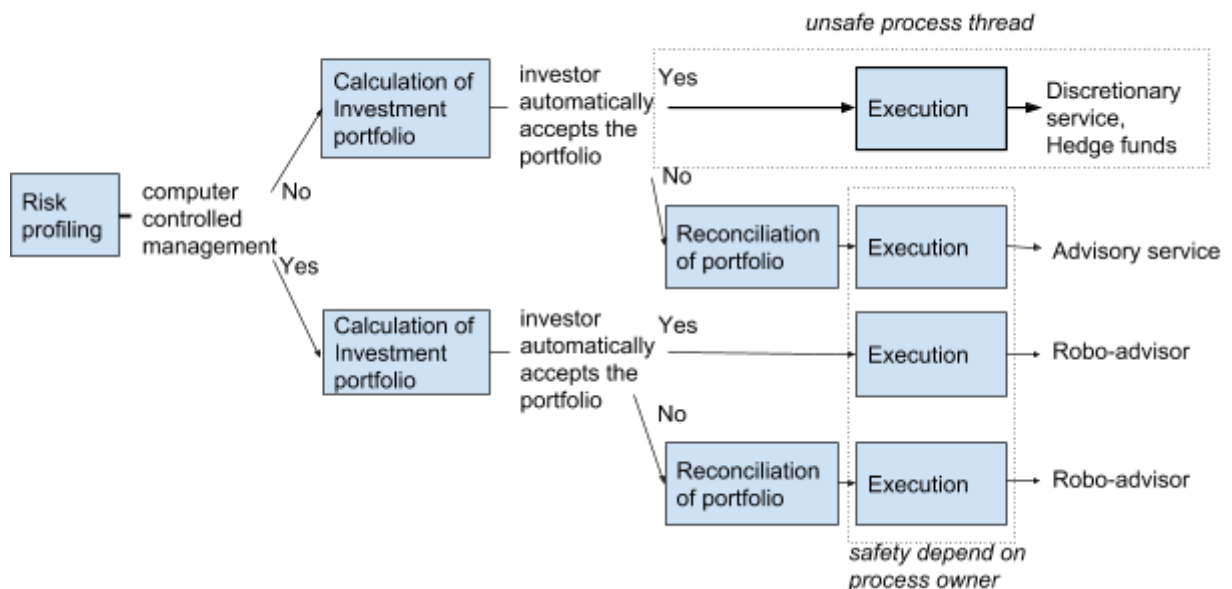 unsafe process thread
Calculation of
Investment
portfolio
investor
automatically
accepts the
portfolio
Yes
Execution
Discretionary
service,
Hedge funds
No
Risk
profiling
computer
controlled
management
No
Yes
Reconciliation
of portfolio
Execution
Advisory service
Calculation of
Investment
portfolio
investor
automatically
accepts the
portfolio
Yes
Execution
Robo-advisor
No
Reconciliation
of portfolio
Execution
Robo-advisor
safety depend on
process owner